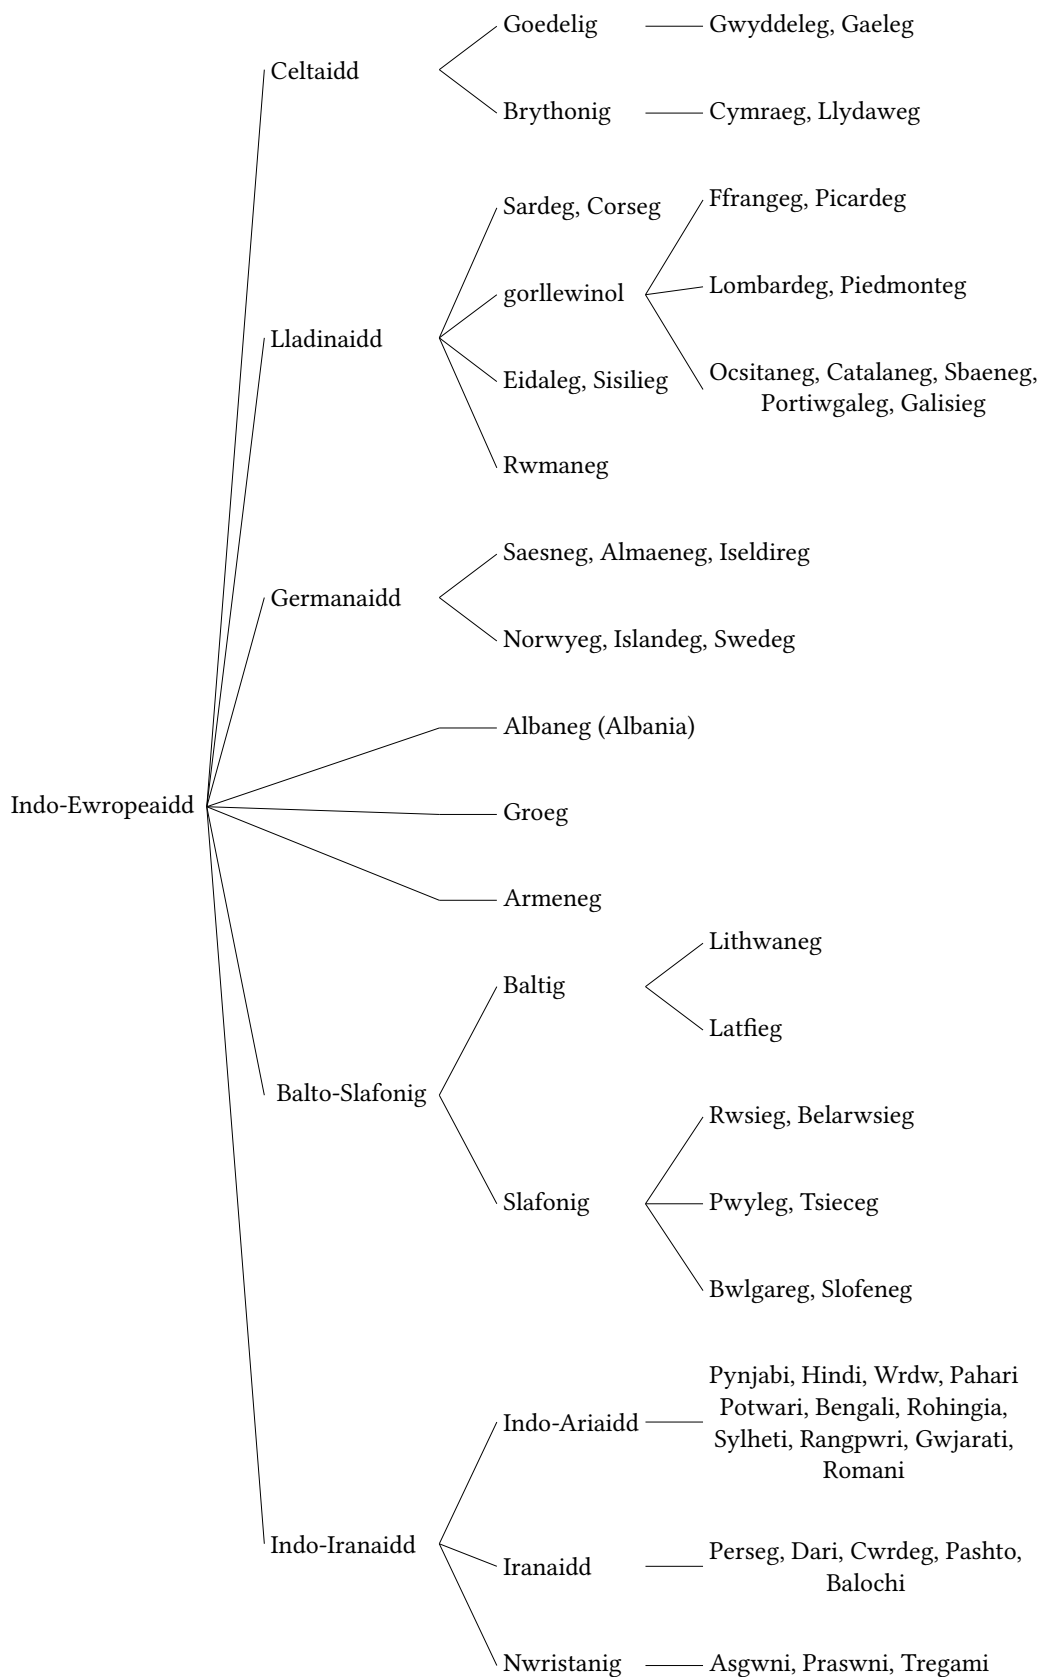 Goedelig
Gwyddeleg, Gaeleg
Celtaidd
Brythonig
Cymraeg, Llydaweg
Sardeg, Corseg
Ffrangeg, Picardeg
gorllewinol
Lombardeg, Piedmonteg
Lladinaidd
Eidaleg, Sisilieg
Ocsitaneg, Catalaneg, Sbaeneg,
Portiwgaleg, Galisieg
Rwmaneg
Saesneg, Almaeneg, Iseldireg
Germanaidd
Norwyeg, Islandeg, Swedeg
Albaneg (Albania)
Indo-Ewropeaidd
Groeg
Armeneg
Lithwaneg
Baltig
Latfieg
Balto-Slafonig
Rwsieg, Belarwsieg
Slafonig
Pwyleg, Tsieceg
Bwlgareg, Slofeneg
Pynjabi, Hindi, Wrdw, Pahari
Potwari, Bengali, Rohingia,
Indo-Ariaidd
Sylheti, Rangpwri, Gwjarati,
Romani
Indo-Iranaidd
Iranaidd
Perseg, Dari, Cwrdeg, Pashto,
Balochi
Nwristanig
Asgwni, Praswni, Tregami